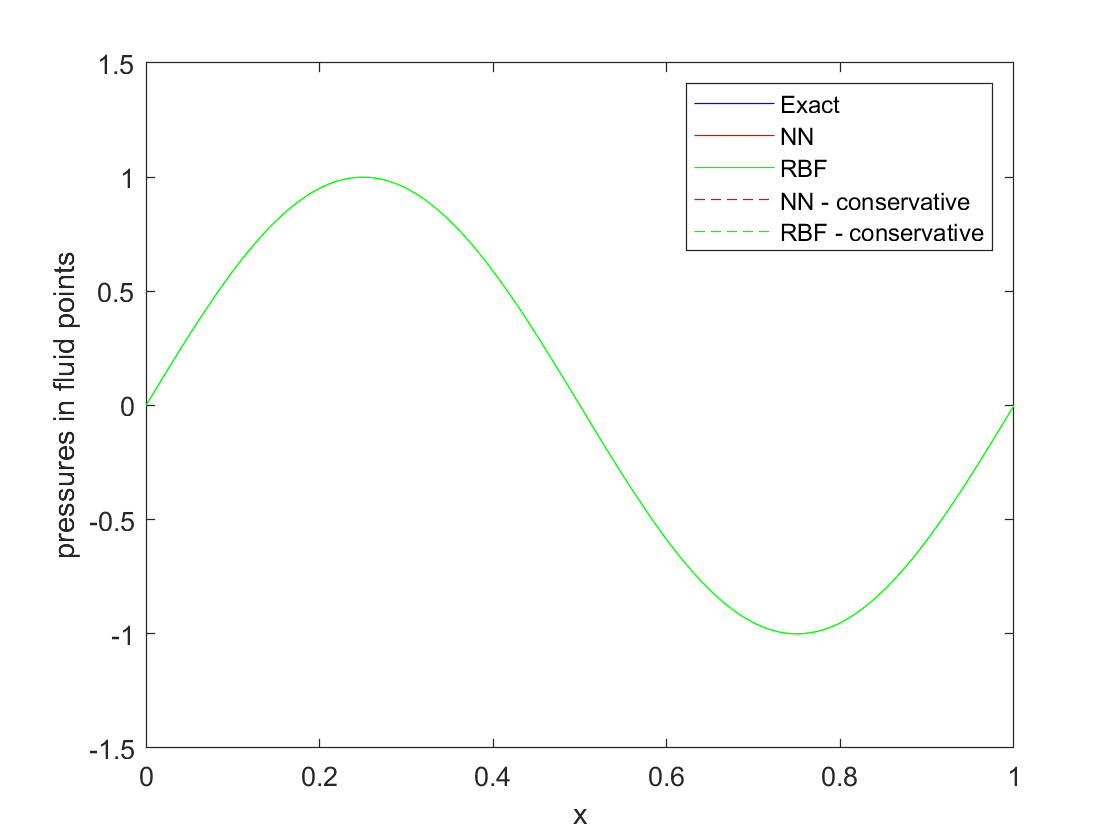 1.5
1
0.5
0
-0.5
-1
-1.5
pressures in fluid points
Exact
NN
RBF
NN - conservative
RBF - conservative
0 0.2 0.4 0.6 0.8 1
x